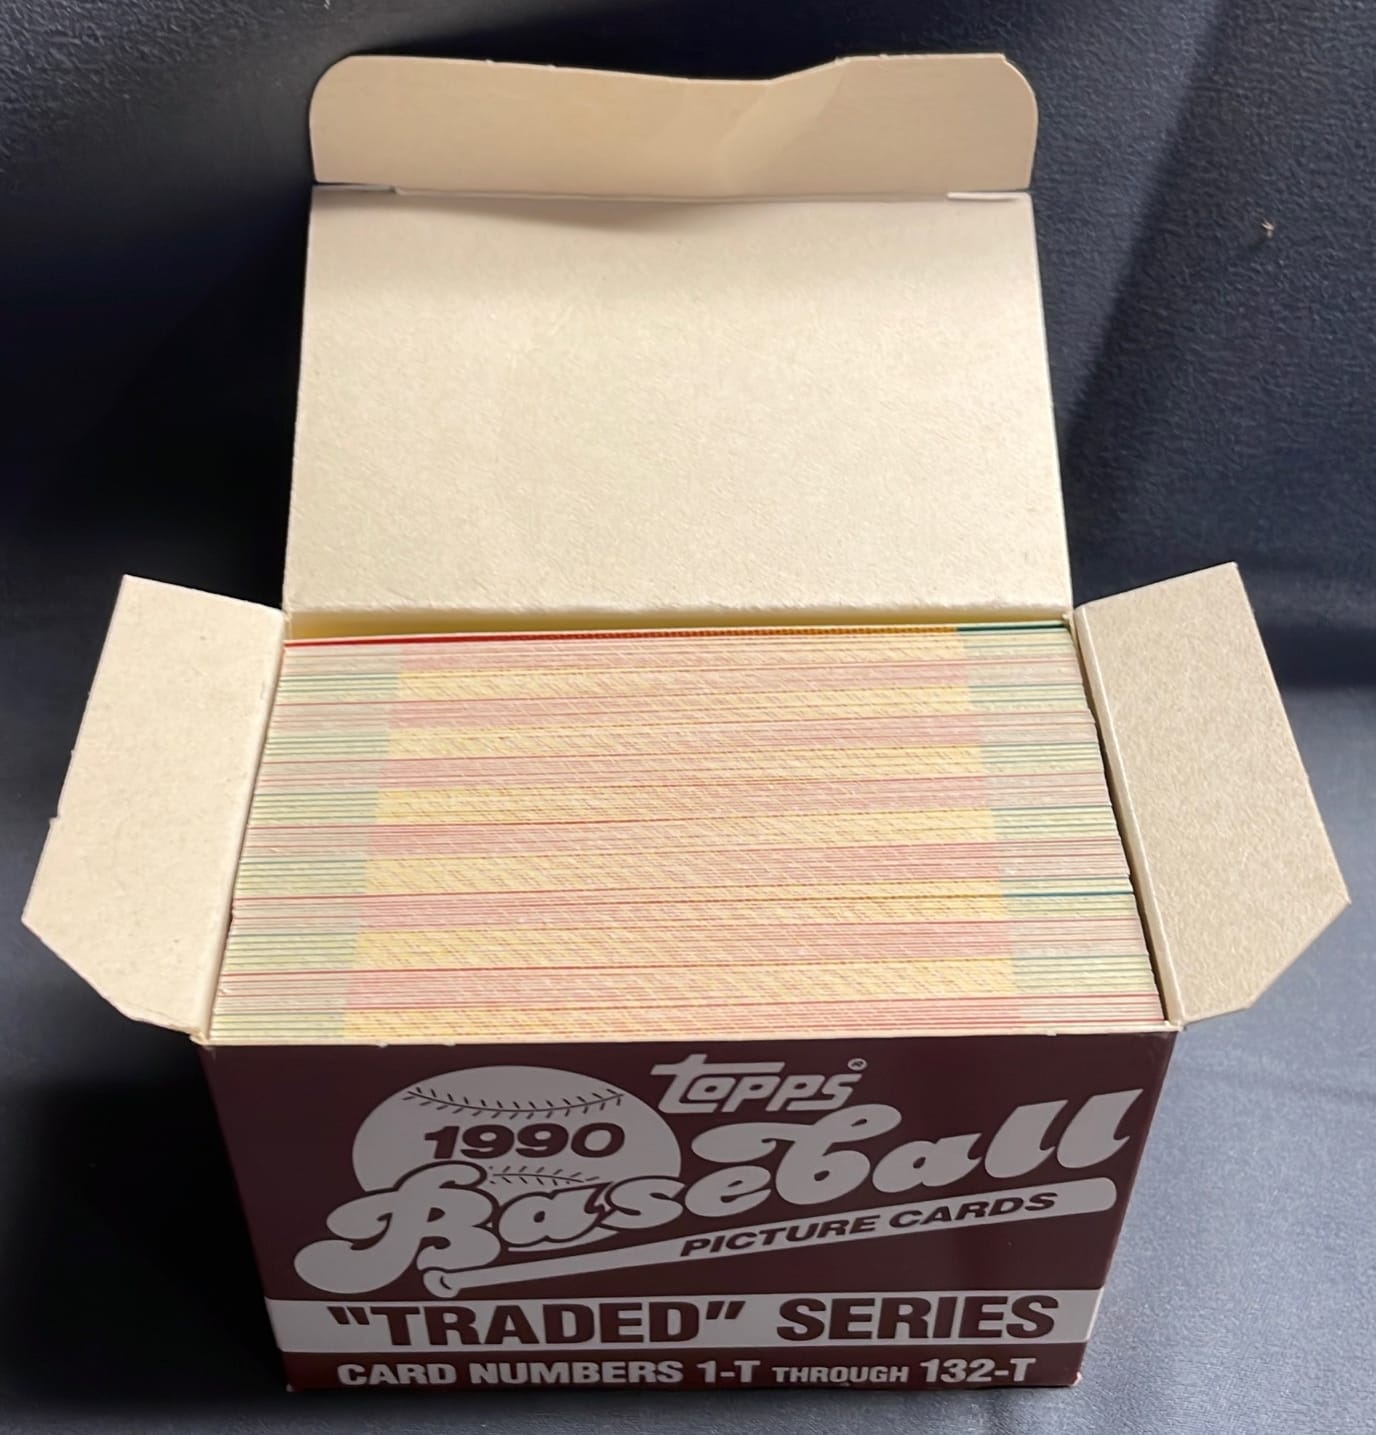 topps®
1990
Baseball
PICTURE CARDS
"TRADED" SERIES
CARD NUMBERS 1-T THROUGH 132-T